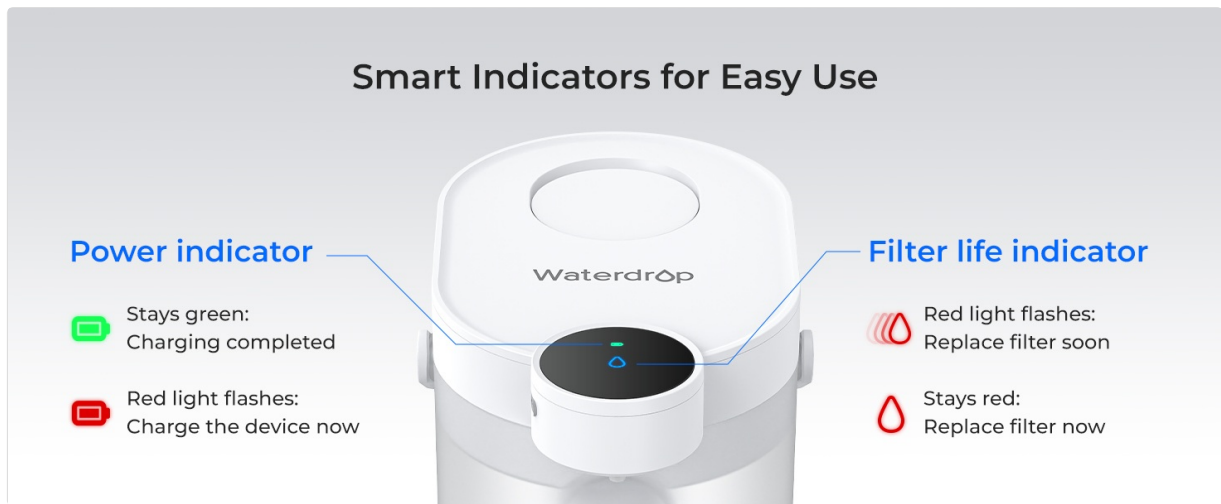 Smart Indicators for Easy Use
Power indicator
Stays green:
Charging completed
Red light flashes:
Charge the device now
Waterdrop
Filter life indicator
Red light flashes:
Replace filter soon
Stays red:
Replace filter now